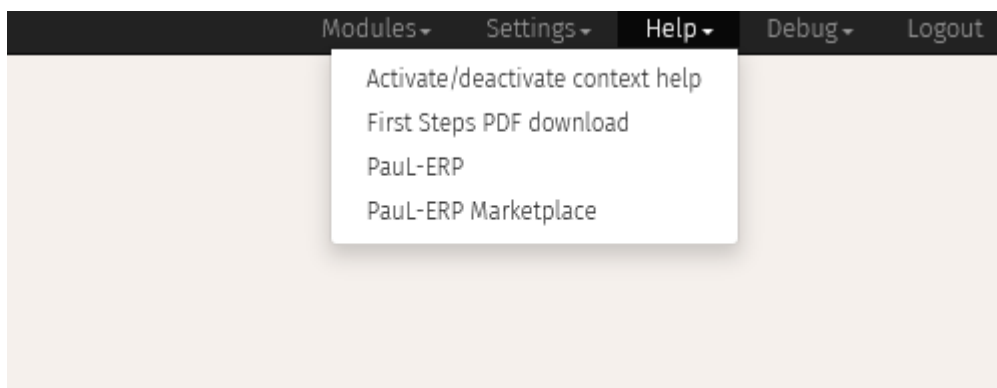 Modules Settings Help Debug Logout
Activate/deactivate context help
First Steps PDF download
PauL-ERP
PauL-ERP Marketplace